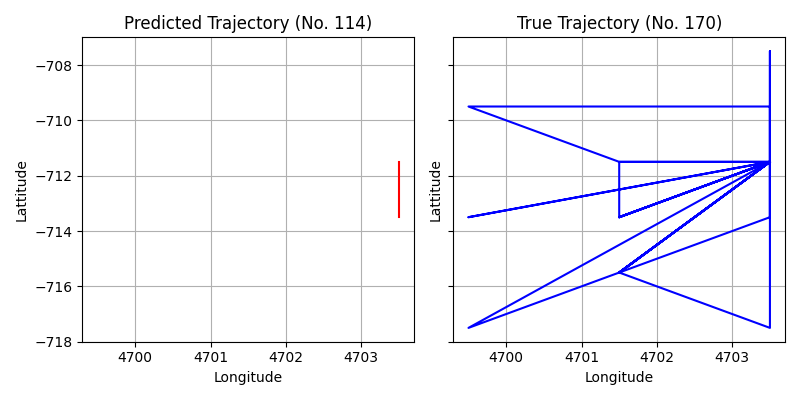 Predicted Trajectory (No. 114)
True Trajectory (No. 170)
Lattitude
−708
−710
−712
−714
−716
−718
4700
4701
4702
4703
Longitude
Lattitude
4700
4701
4702
4703
Longitude